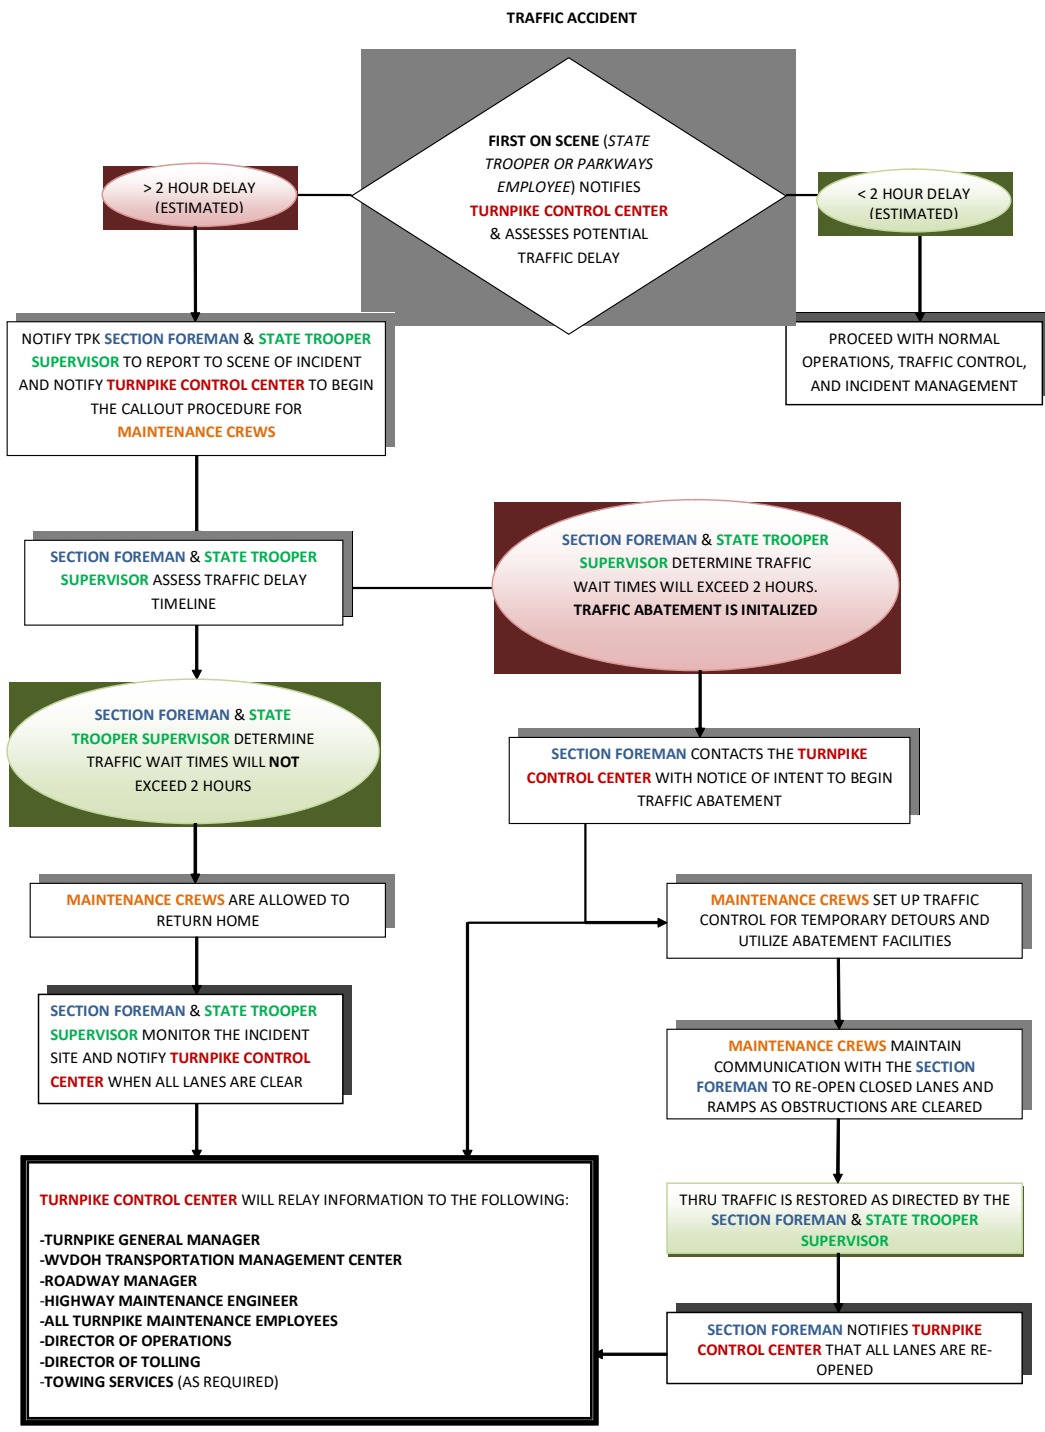 TRAFFIC ACCIDENT
FIRST ON SCENE (STATE
TROOPER OR PARKWAYS
EMPLOYEE) NOTIFIES
TURNPIKE CONTROL CENTER
& ASSESSES POTENTIAL
TRAFFIC DELAY
> 2 HOUR DELAY
(ESTIMATED)
< 2 HOUR DELAY
(ESTIMATED)
NOTIFY TPK SECTION FOREMAN & STATE TROOPER
SUPERVISOR TO REPORT TO SCENE OF INCIDENT
AND NOTIFY TURNPIKE CONTROL CENTER TO BEGIN
THE CALLOUT PROCEDURE FOR
MAINTENANCE CREWS
PROCEED WITH NORMAL
OPERATIONS, TRAFFIC CONTROL,
AND INCIDENT MANAGEMENT
SECTION FOREMAN & STATE TROOPER
SUPERVISOR ASSESS TRAFFIC DELAY
TIMELINE
SECTION FOREMAN & STATE TROOPER
SUPERVISOR DETERMINE TRAFFIC
WAIT TIMES WILL EXCEED 2 HOURS.
TRAFFIC ABATEMENT IS INITALIZED
SECTION FOREMAN & STATE
TROOPER SUPERVISOR DETERMINE
TRAFFIC WAIT TIMES WILL NOT
EXCEED 2 HOURS
SECTION FOREMAN CONTACTS THE TURNPIKE
CONTROL CENTER WITH NOTICE OF INTENT TO BEGIN
TRAFFIC ABATEMENT
MAINTENANCE CREWS ARE ALLOWED TO
RETURN HOME
MAINTENANCE CREWS SET UP TRAFFIC
CONTROL FOR TEMPORARY DETOURS AND
UTILIZE ABATEMENT FACILITIES
SECTION FOREMAN & STATE TROOPER
SUPERVISOR MONITOR THE INCIDENT
SITE AND NOTIFY TURNPIKE CONTROL
CENTER WHEN ALL LANES ARE CLEAR
MAINTENANCE CREWS MAINTAIN
COMMUNICATION WITH THE SECTION
FOREMAN TO RE-OPEN CLOSED LANES AND
RAMPS AS OBSTRUCTIONS ARE CLEARED
TURNPIKE CONTROL CENTER WILL RELAY INFORMATION TO THE FOLLOWING:
-TURNPIKE GENERAL MANAGER
-WVDOH TRANSPORTATION MANAGEMENT CENTER
-ROADWAY MANAGER
-HIGHWAY MAINTENANCE ENGINEER
-ALL TURNPIKE MAINTENANCE EMPLOYEES
-DIRECTOR OF OPERATIONS
-DIRECTOR OF TOLLING
-TOWING SERVICES (AS REQUIRED)
THRU TRAFFIC IS RESTORED AS DIRECTED BY THE
SECTION FOREMAN & STATE TROOPER
SUPERVISOR
SECTION FOREMAN NOTIFIES TURNPIKE
CONTROL CENTER THAT ALL LANES ARE RE-
OPENED